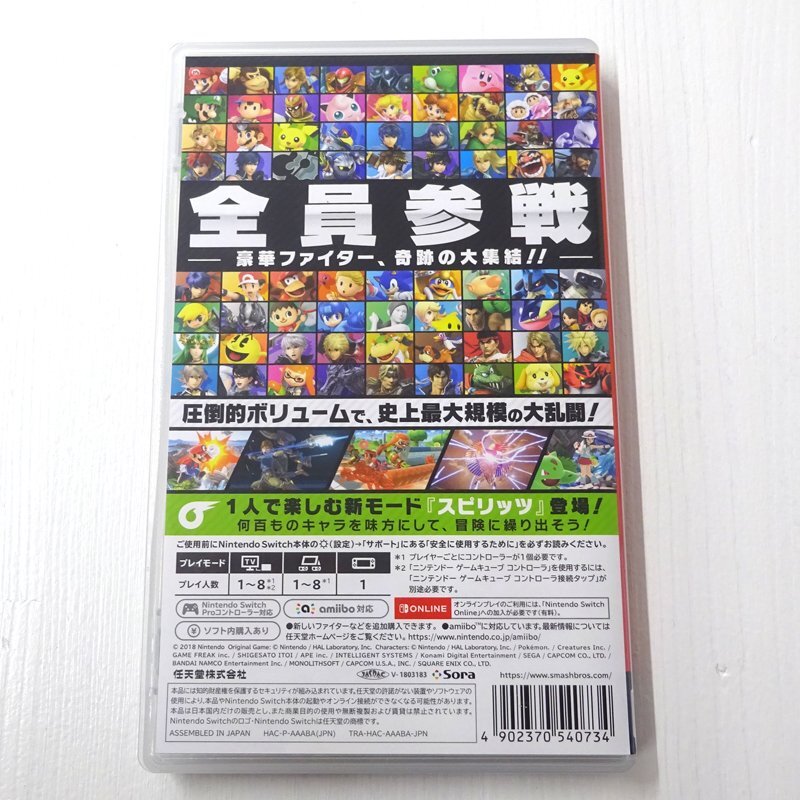 全員参戦
豪華ファイター、奇跡の大集結!!
圧倒的ボリュームで、史上最大規模の大乱闘!
1人で楽しむ新モード『スピリッツ』登場!
何百ものキャラを味方にして、冒険に繰り出そう!
ご使用前にNintendo Switch本体の(設定)→「サポート」にある「安全に使用するために」を必ずお読みください。
プレイモード TV
プレイ人数 1～8*1 *2 1～8*1 1
*1 プレイヤーごとにコントローラーが1個必要です。
*2 「ニンテンドー ゲームキューブ コントローラ」を使用するには、
「ニンテンドー ゲームキューブ コントローラ接続タップ」が
別途必要です。
Nintendo Switch
Proコントローラー対応
amiibo 対応
ONLINE
オンラインプレイのご利用には、「Nintendo Switch
Online」への加入が必要です(有料)。
ソフト内購入あり
●新しいファイターなどを追加購入できます。●amiibo™に対応しています。最新情報については
任天堂ホームページをご覧ください。https://www.nintendo.co.jp/amiibo/
© 2018 Nintendo Original Game: © Nintendo / HAL Laboratory, Inc. Characters: © Nintendo / HAL Laboratory, Inc. / Pokémon. / Creatures Inc. /
GAME FREAK inc. / SHIGESATO ITOI / APE inc. / INTELLIGENT SYSTEMS / Konami Digital Entertainment / SEGA / CAPCOM CO., LTD. /
BANDAI NAMCO Entertainment Inc. / MONOLITHSOFT / CAPCOM U.S.A., INC. / SQUARE ENIX CO., LTD.
任天堂株式会社
JASRAC
V-1803183
Sora
https://www.smashbros.com/
本品には知的財産権を保護するセキュリティが組み込まれています。任天堂の許諾がない装置やソフトウェア
の使用により、本品やNintendo Switch本体の起動やオンライン接続ができなくなる可能性があります。
本品は日本国内だけの販売とし、また商業目的の使用や無断複製および賃貸は禁止されています。
Nintendo Switchのロゴ・Nintendo Switchは任天堂の商標です。
ASSEMBLED IN JAPAN HAC-P-AAABA(JPN) TRA-HAC-AAABA-JPN
4 902370 540734